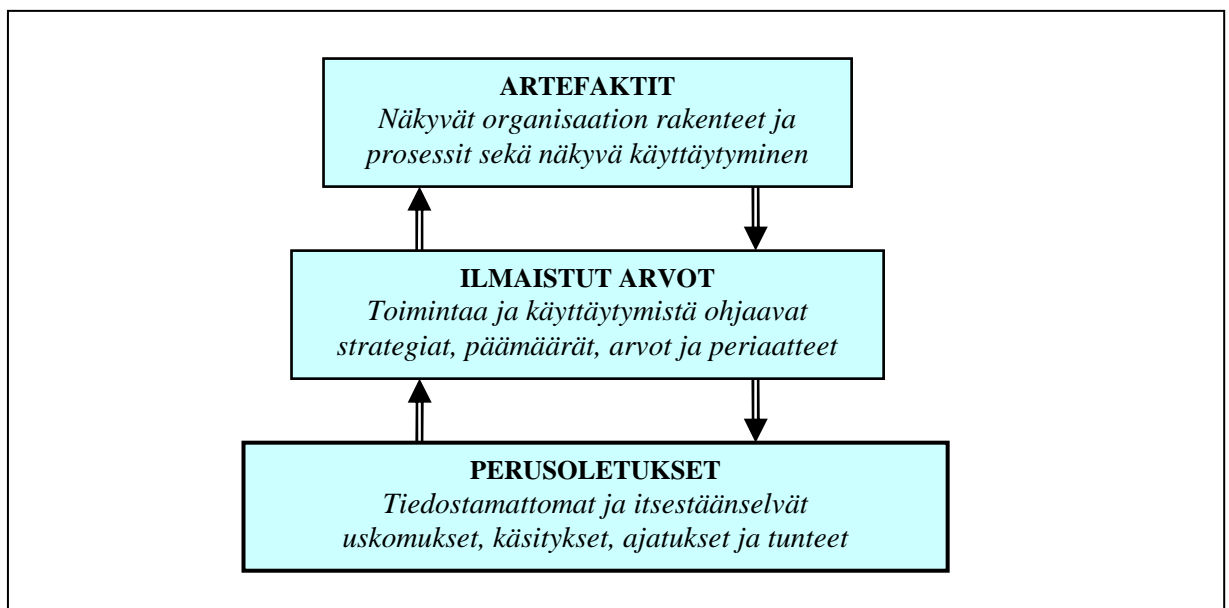 ARTEFAKTIT
Näkyvät organisaation rakenteet ja
prosessit sekä näkyvä käyttäytyminen
ILMAISTUT ARVOT
Toimintaa ja käyttäytymistä ohjaavat
strategiat, päämäärät, arvot ja periaatteet
PERUSOLETUKSET
Tiedostamattomat ja itsestäänselvät
uskomukset, käsitykset, ajatukset ja tunteet